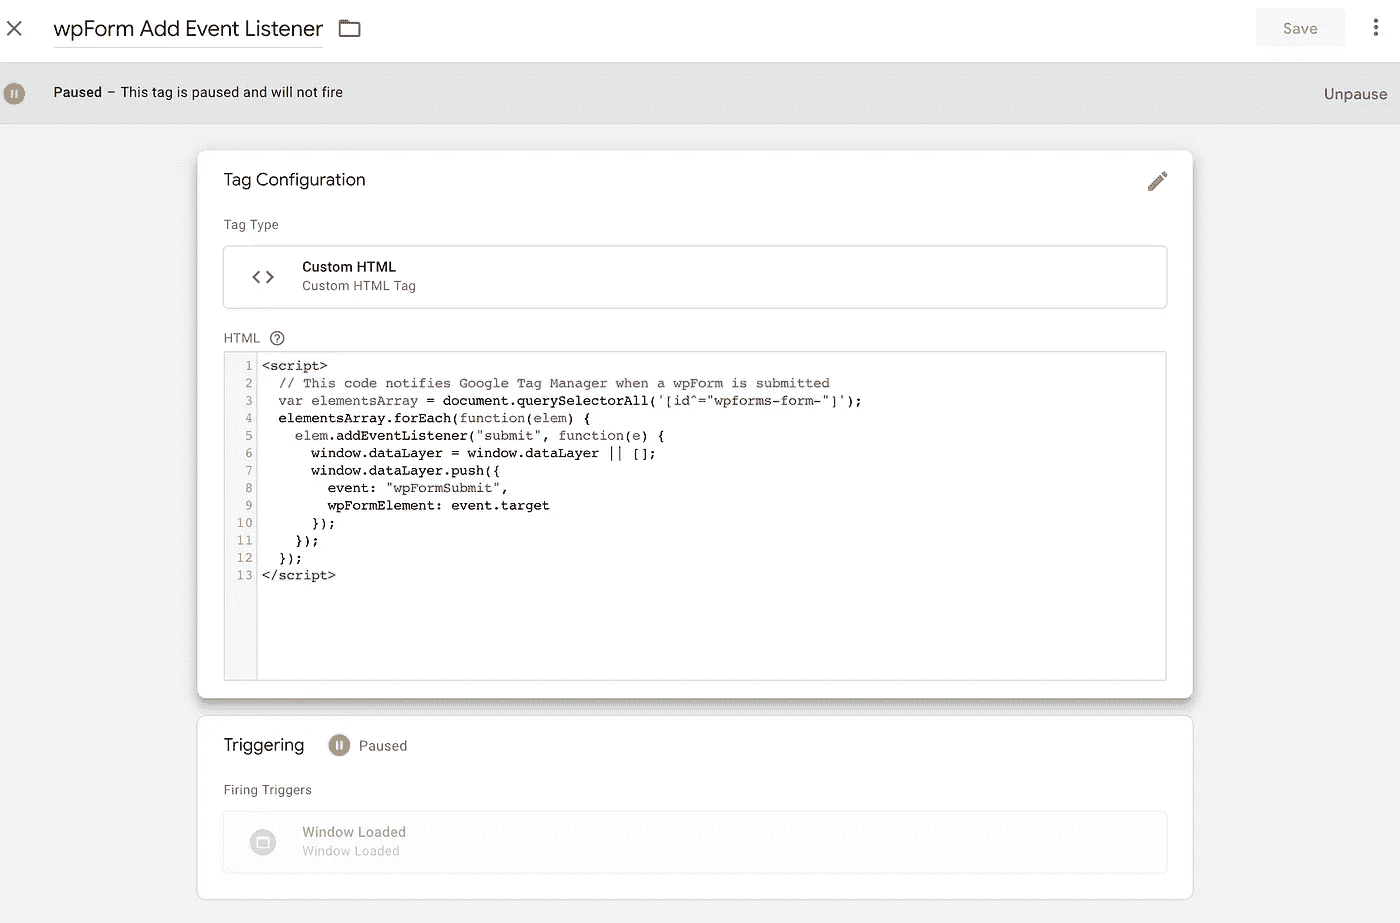 wpForm Add Event Listener
Save
Paused – This tag is paused and will not fire
Unpause
Tag Configuration
Tag Type
Custom HTML
Custom HTML Tag
HTML
1 <script>
2   // This code notifies Google Tag Manager when a wpForm is submitted
3   var elementsArray = document.querySelectorAll('[id^="wpforms-form-"]');
4   elementsArray.forEach(function(elem) {
5     elem.addEventListener("submit", function(e) {
6       window.dataLayer = window.dataLayer || [];
7       window.dataLayer.push({
8         event: "wpFormSubmit",
9         wpFormElement: event.target
10       });
11     });
12   });
13 </script>
Triggering
Paused
Firing Triggers
Window Loaded
Window Loaded